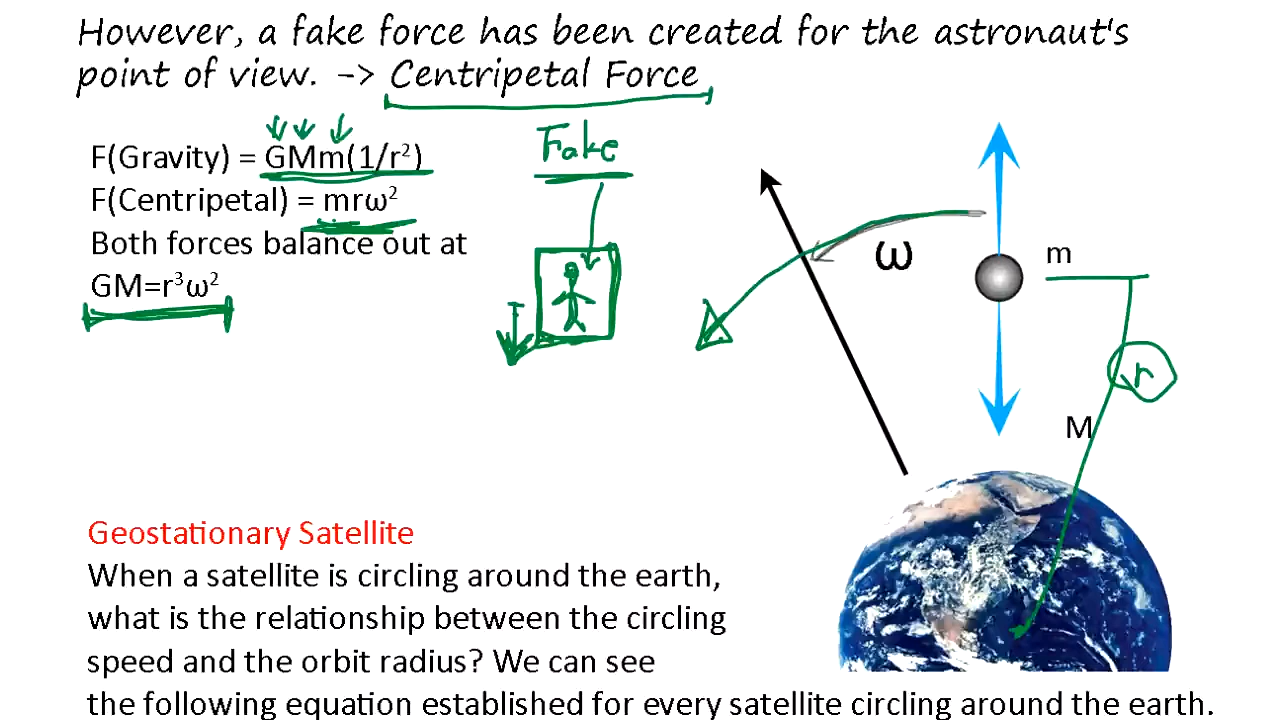 However, a fake force has been created for the astronaut's
point of view. -> Centripetal Force
F(Gravity) = GMm(1/r²)
F(Centripetal) = mrω²
Both forces balance out at
GM=r³ω²
Fake
ω
m
r
M
Geostationary Satellite
When a satellite is circling around the earth,
what is the relationship between the circling
speed and the orbit radius? We can see
the following equation established for every satellite circling around the earth.